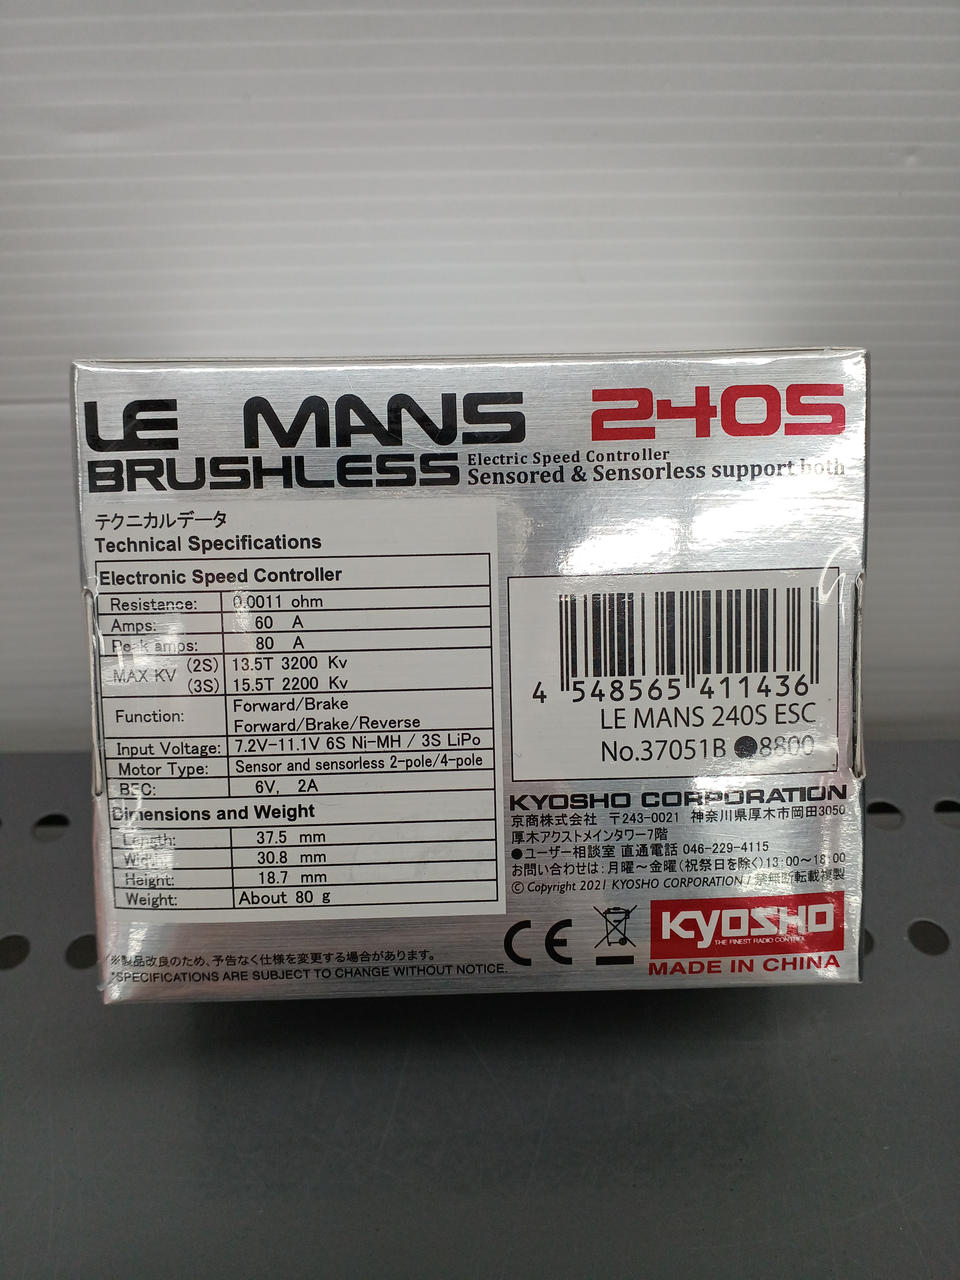 LE MANS 240S
BRUSHLESS Electric Speed Controller
Sensored & Sensorless support both
テクニカルデータ
Technical Specifications
Electronic Speed Controller
Resistance: 0.0011 ohm
Amps: 60 A
Peak amps: 80 A
MAX KV (2S) 13.5T 3200 Kv
(3S) 15.5T 2200 Kv
Function: Forward/Brake
Forward/Brake/Reverse
Input Voltage: 7.2V-11.1V 6S Ni-MH / 3S LiPo
Motor Type: Sensor and sensorless 2-pole/4-pole
BEC: 6V, 2A
Dimensions and Weight
Length: 37.5 mm
Width: 30.8 mm
Height: 18.7 mm
Weight: About 80 g
※製品改良のため、予告なく仕様を変更する場合があります。
*SPECIFICATIONS ARE SUBJECT TO CHANGE WITHOUT NOTICE.
4 548565 411436
LE MANS 240S ESC
No.37051B ●8800
KYOSHO CORPORATION
京商株式会社 〒243-0021 神奈川県厚木市岡田3050
厚木アクストメインタワー7階
●ユーザー相談室 直通電話 046-229-4115
お問い合わせは：月曜～金曜（祝祭日を除く）13:00～18:00
© Copyright 2021 KYOSHO CORPORATION / 禁無断転載複製
CE
KYOSHO
THE FINEST RADIO CONTROL
MADE IN CHINA